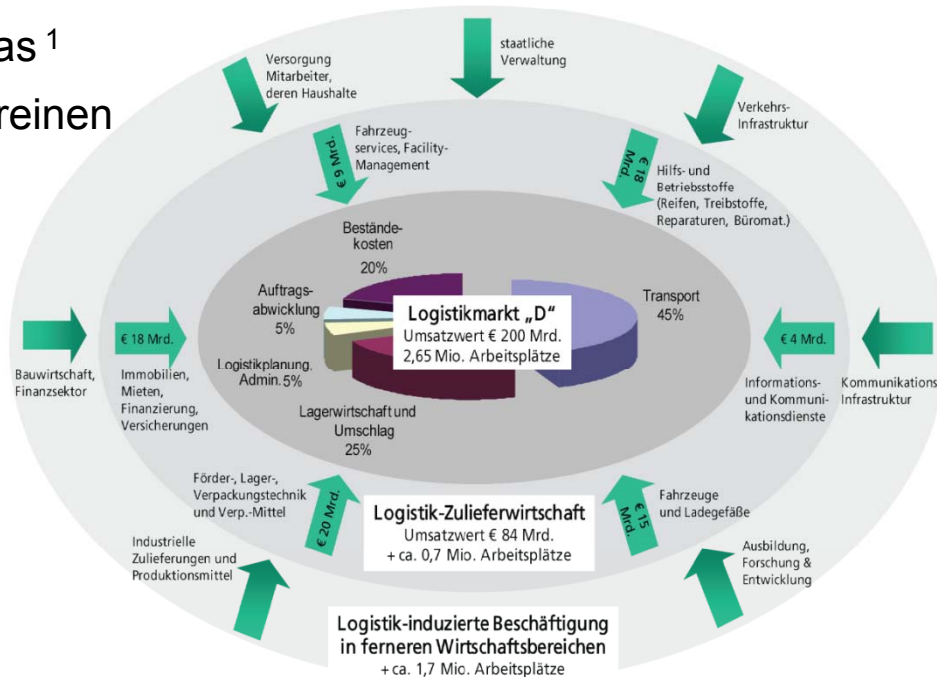 as ¹
reinen
staatliche
Verwaltung
Versorgung
Mitarbeiter,
deren Haushalte
Verkehrs-
Infrastruktur
€ 9 Mrd.
Fahrzeug-
services, Facility-
Management
€ 18
Mrd.
Hilfs- und
Betriebsstoffe
(Reifen, Treibstoffe,
Reparaturen, Büromat.)
Bestände-
kosten
20%
Auftrags-
abwicklung
5%
Logistikmarkt „D“
Umsatzwert € 200 Mrd.
2,65 Mio. Arbeitsplätze
Transport
45%
€ 18 Mrd.
€ 4 Mrd.
Bauwirtschaft,
Finanzsektor
Immobilien,
Mieten,
Finanzierung,
Versicherungen
Logistikplanung,
Admin. 5%
Informations-
und Kommuni-
kationsdienste
Kommunikations
Infrastruktur
Lagerwirtschaft und
Umschlag
25%
Förder-, Lager-,
Verpackungstechnik
und Verp.-Mittel
€ 20 Mrd.
Logistik-Zulieferwirtschaft
Umsatzwert € 84 Mrd.
+ ca. 0,7 Mio. Arbeitsplätze
€ 15
Mrd.
Fahrzeuge
und Ladegefäße
Industrielle
Zulieferungen und
Produktionsmittel
Ausbildung,
Forschung &
Entwicklung
Logistik-induzierte Beschäftigung
in ferneren Wirtschaftsbereichen
+ ca. 1,7 Mio. Arbeitsplätze